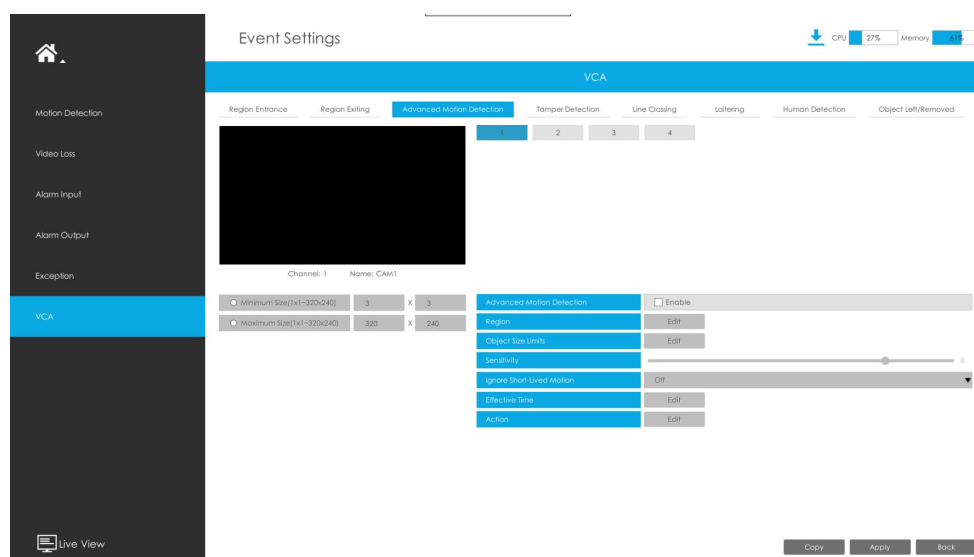 Event Settings
CPU 27% Memory 61%
VCA
Motion Detection
Video Loss
Alarm Input
Alarm Output
Exception
VCA
Live View
Region Entrance Region Exiting Advanced Motion Detection Tamper Detection Line Crossing Loitering Human Detection Object Left/Removed
1 2 3 4
Channel: 1 Name: CAM1
Minimum Size(1x1~320x240) 3 X 3
Maximum Size(1x1~320x240) 320 X 240
Advanced Motion Detection Enable
Region Edit
Object Size Limits Edit
Sensitivity 8
Ignore Short-Lived Motion Off
Effective Time Edit
Action Edit
Copy Apply Back